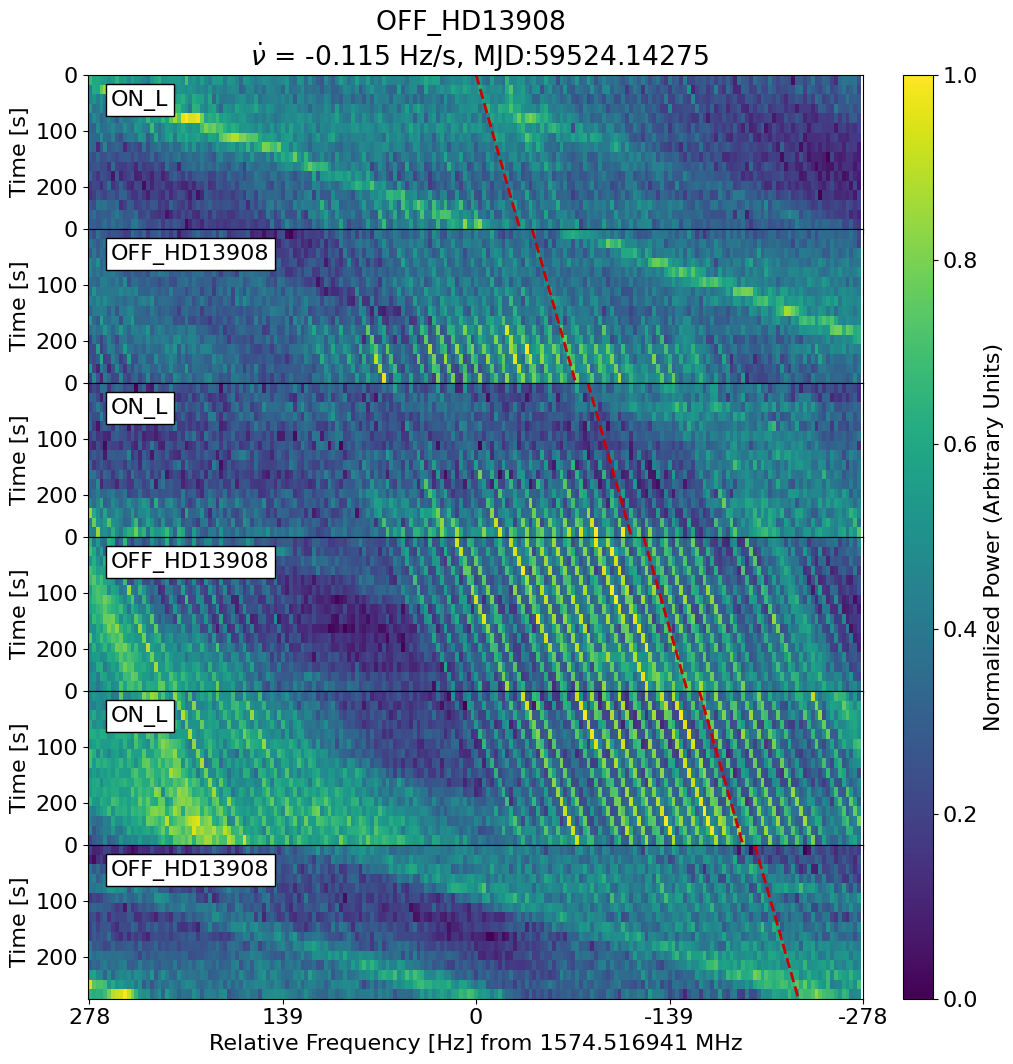 OFF_HD13908
ν̇ = -0.115 Hz/s, MJD:59524.14275
ON_L
OFF_HD13908
ON_L
OFF_HD13908
ON_L
OFF_HD13908
Time [s]
0
100
200
Time [s]
0
100
200
Time [s]
0
100
200
Time [s]
0
100
200
Time [s]
0
100
200
Time [s]
0
100
200
278 139 0 -139 -278
Relative Frequency [Hz] from 1574.516941 MHz
1.0
0.8
0.6
0.4
0.2
0.0
Normalized Power (Arbitrary Units)